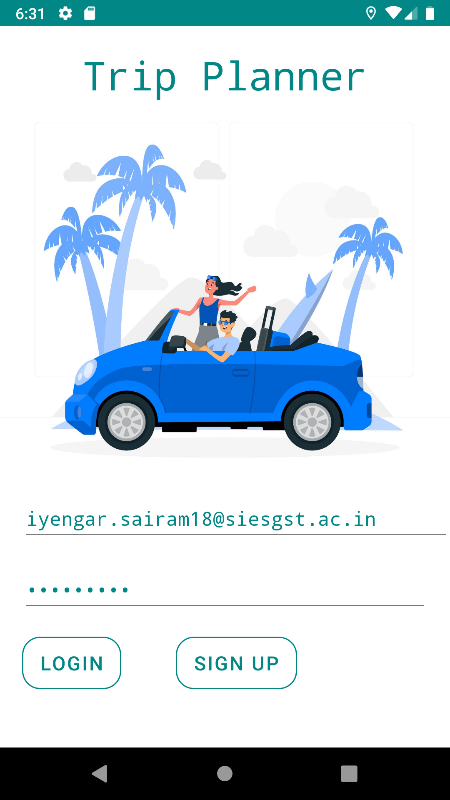 6:31
Trip Planner
iyengar.sairam18@siesgst.ac.in
•••••••••
LOGIN
SIGN UP